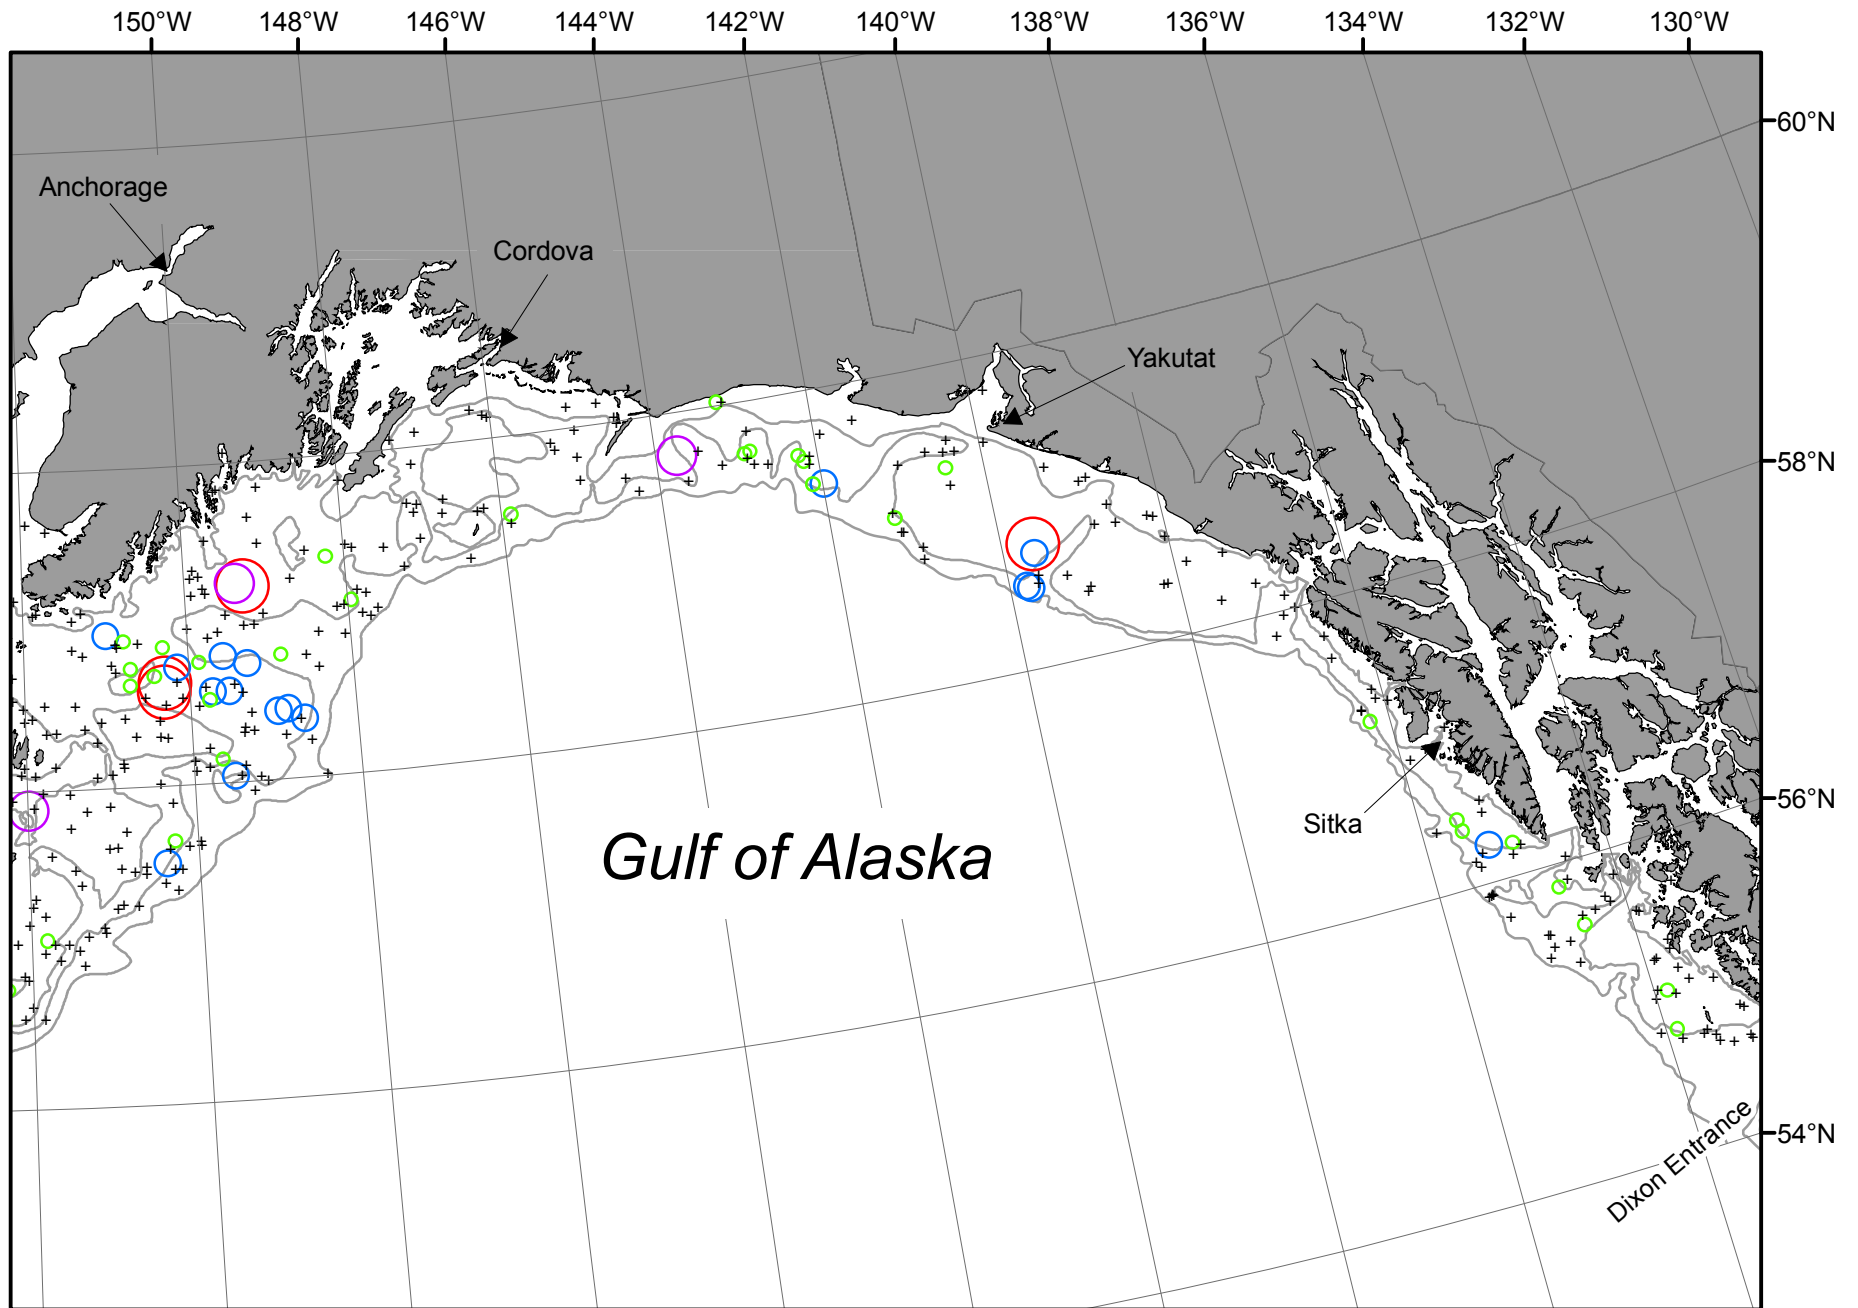 150°W 148°W 146°W 144°W 142°W 140°W 138°W 136°W 134°W 132°W 130°W
60°N
Anchorage
Cordova
Yakutat
58°N
56°N
Sitka
Gulf of Alaska
54°N
Dixon Entrance